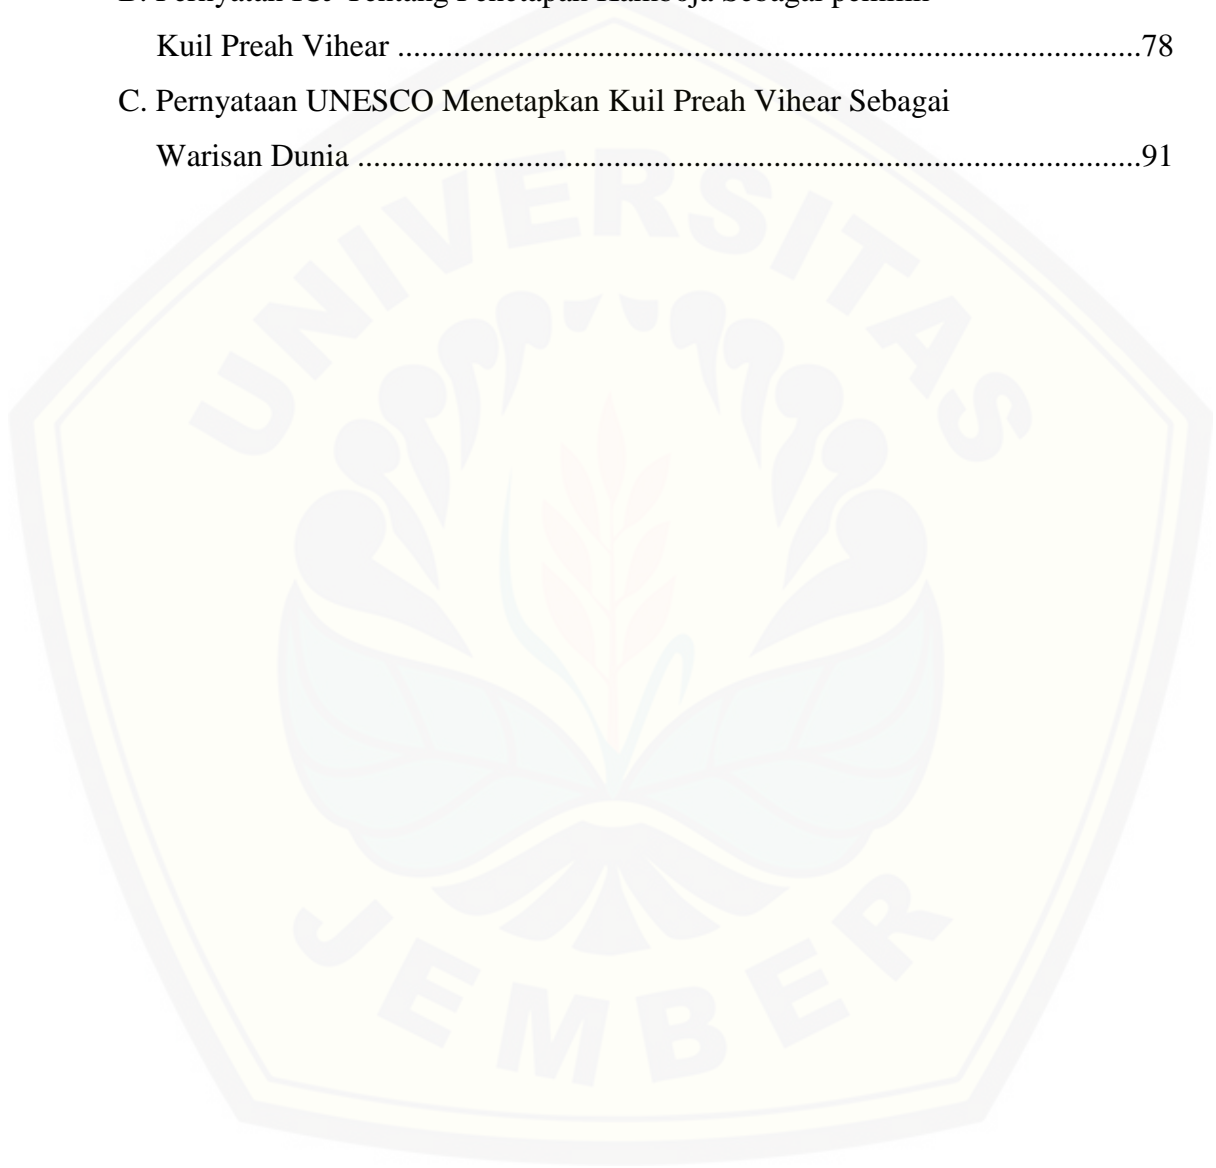 Kuil Preah Vihear ...............................................................................................78
C. Pernyataan UNESCO Menetapkan Kuil Preah Vihear Sebagai
Warisan Dunia .....................................................................................................91
UNIVERSITAS
JEMBER